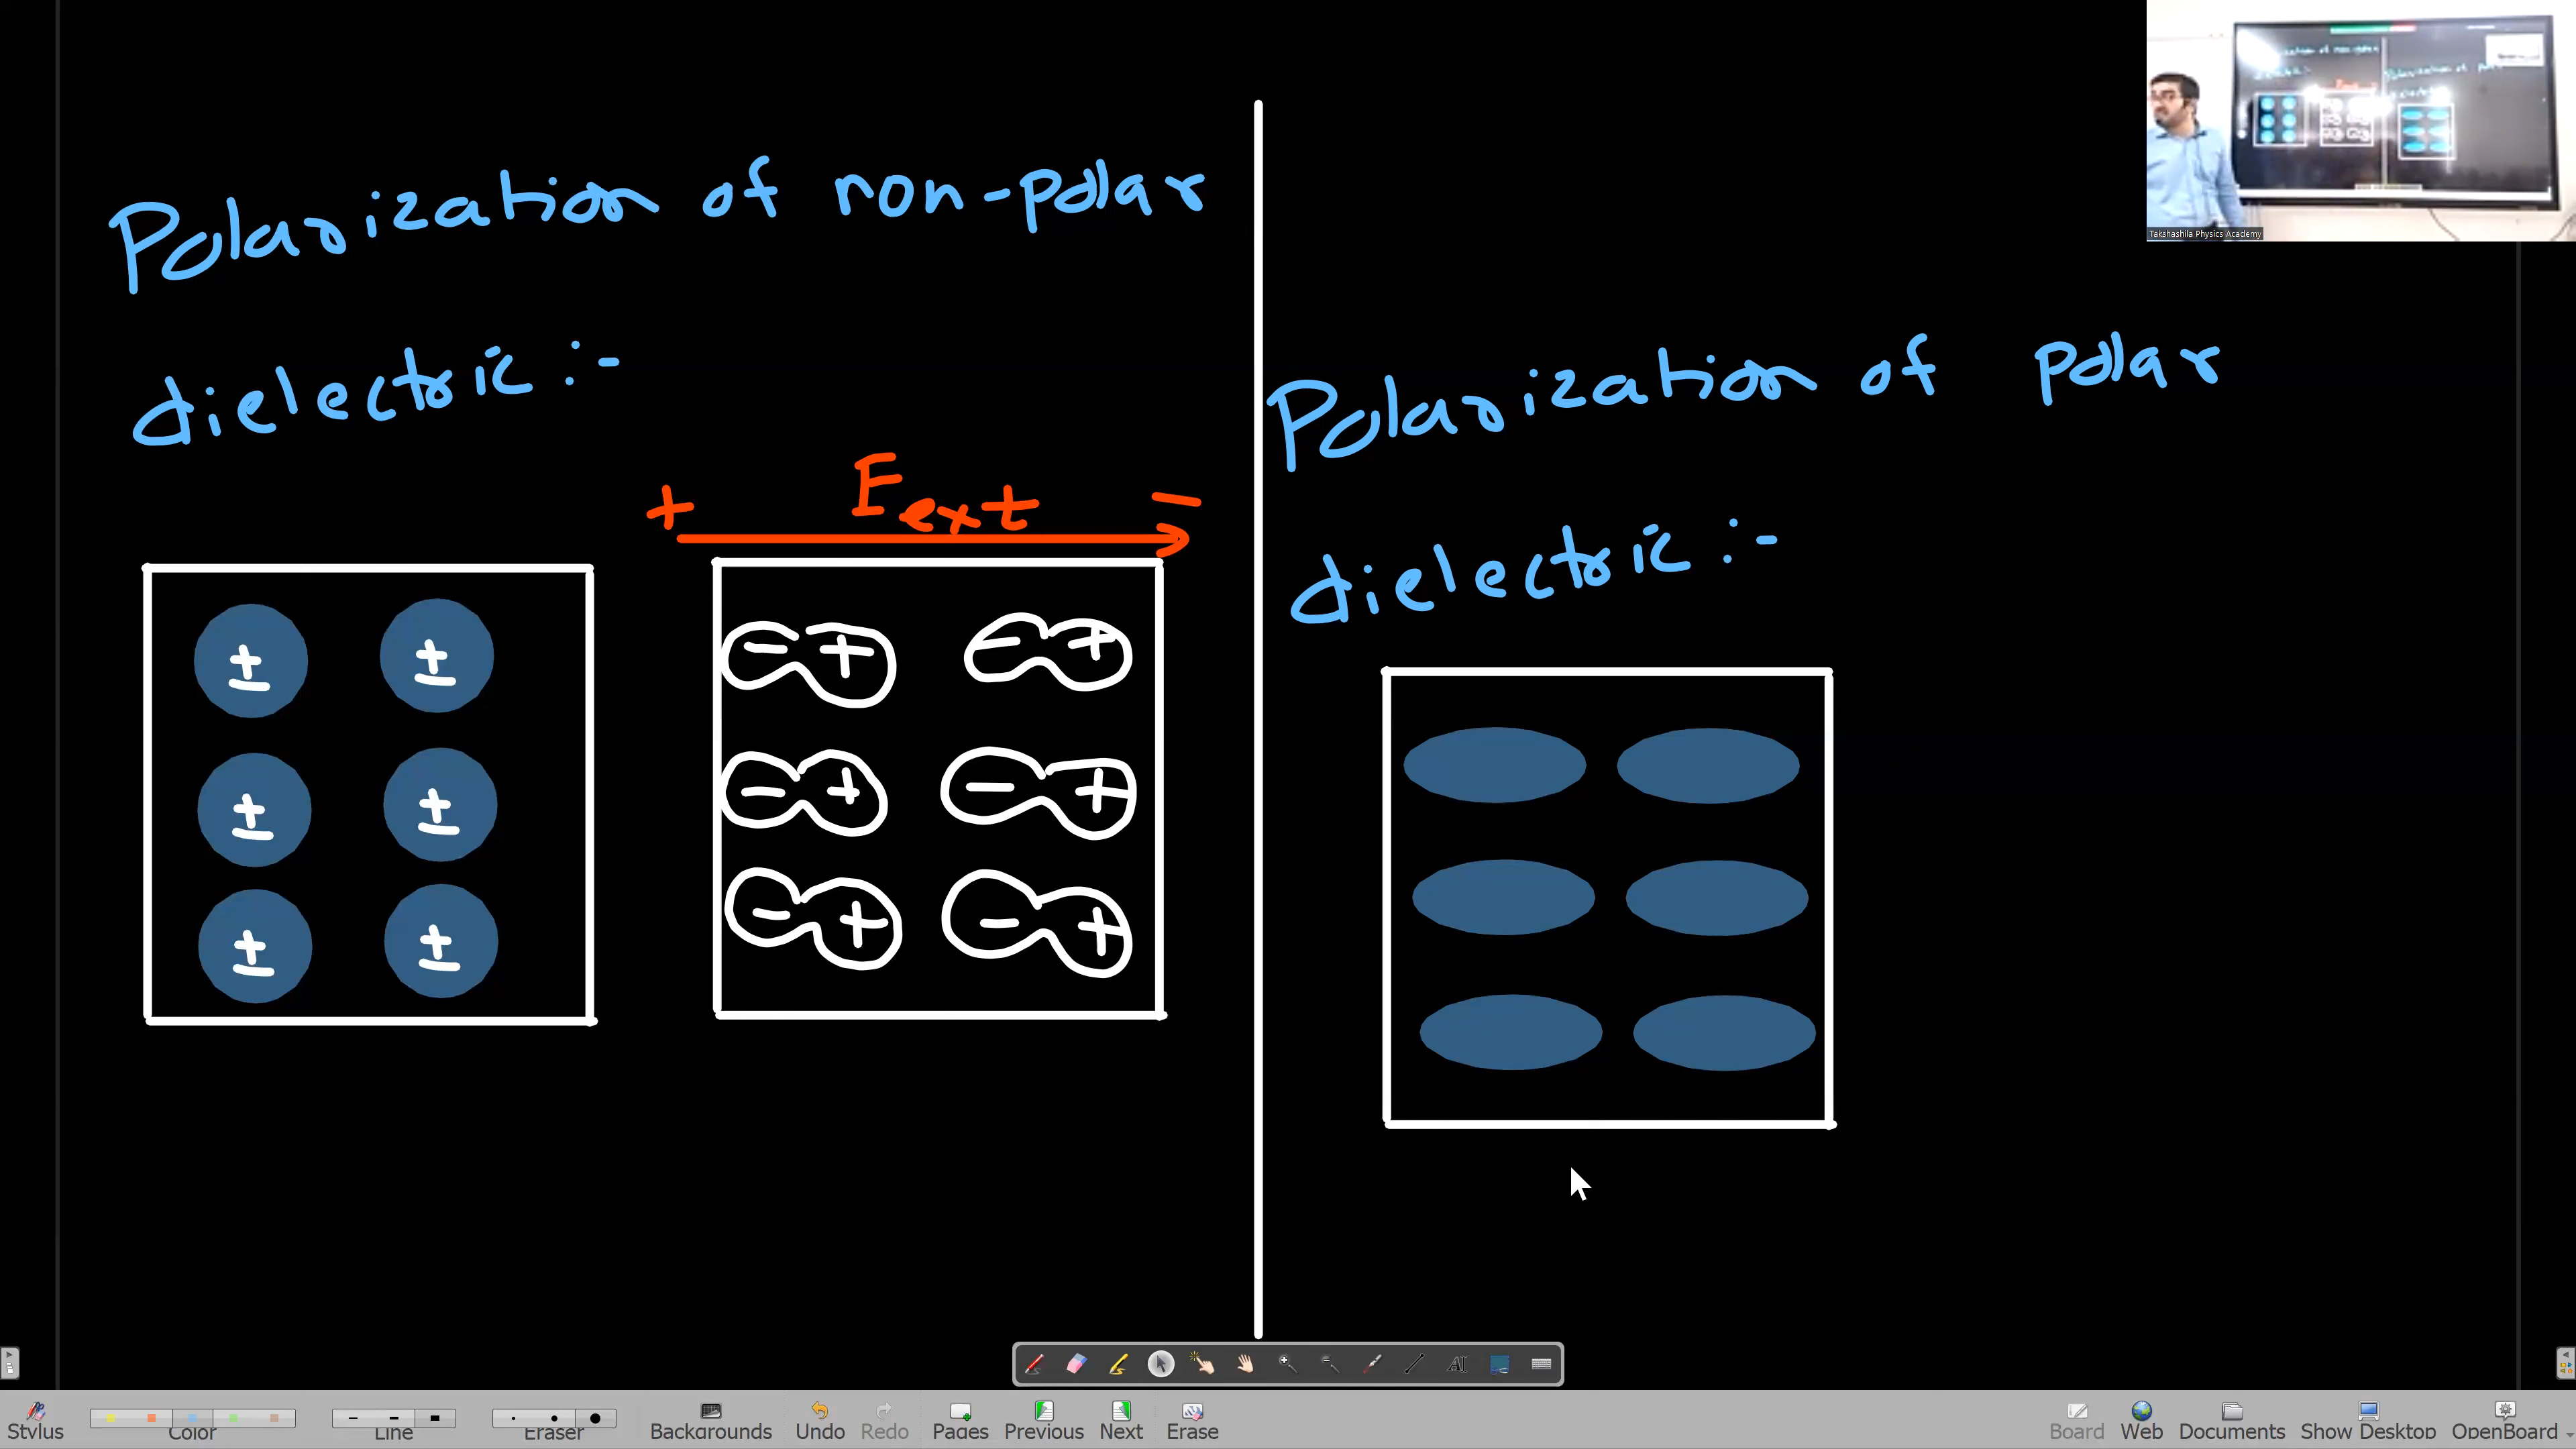 Polarization of non-polar
dielectric :-
+ Eext -
± ±
± ±
± ±
- + - +
- + - +
- + - +
Polarization of polar
dielectric :-
Takshashila Physics Academy
Stylus Color Line Eraser Backgrounds Undo Redo Pages Previous Next Erase Board Web Documents Show Desktop OpenBoard